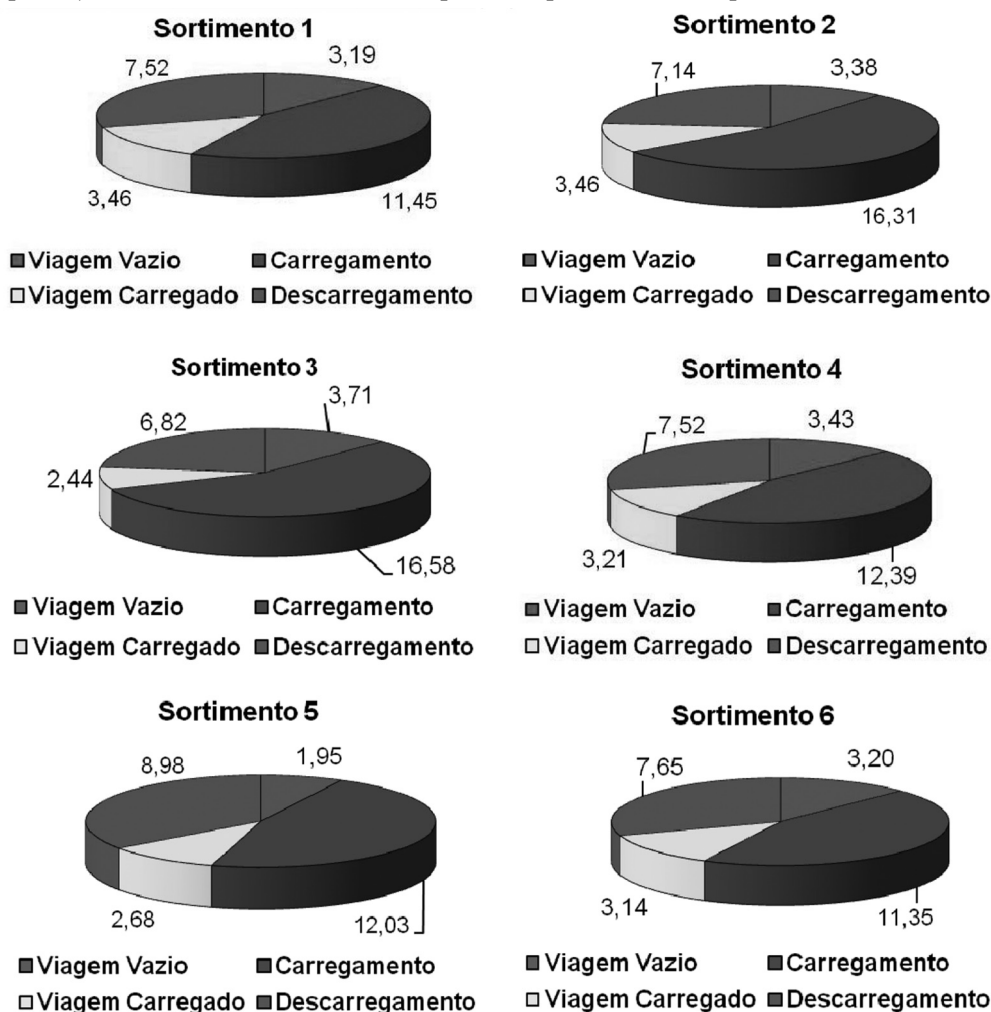 Sortimento 1
7,52
3,19
3,46
11,45
Viagem Vazio Carregamento
Viagem Carregado Descarregamento
Sortimento 2
7,14
3,38
3,46
16,31
Viagem Vazio Carregamento
Viagem Carregado Descarregamento
Sortimento 3
6,82
3,71
2,44
16,58
Viagem Vazio Carregamento
Viagem Carregado Descarregamento
Sortimento 4
7,52
3,43
3,21
12,39
Viagem Vazio Carregamento
Viagem Carregado Descarregamento
Sortimento 5
8,98
1,95
2,68
12,03
Viagem Vazio Carregamento
Viagem Carregado Descarregamento
Sortimento 6
7,65
3,20
3,14
11,35
Viagem Vazio Carregamento
Viagem Carregado Descarregamento